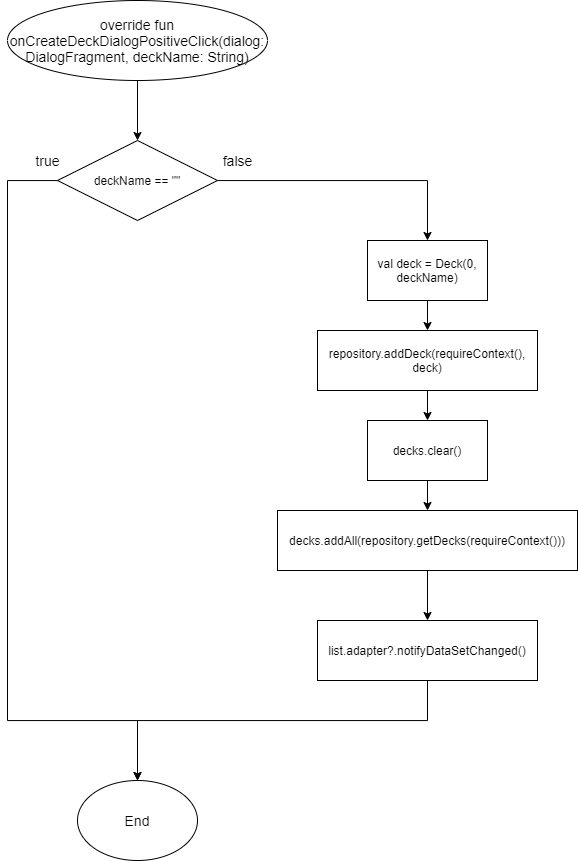 override fun
onCreateDeckDialogPositiveClick(dialog:
DialogFragment, deckName: String)
true
false
deckName == ""
val deck = Deck(0,
deckName)
repository.addDeck(requireContext(),
deck)
decks.clear()
decks.addAll(repository.getDecks(requireContext()))
list.adapter?.notifyDataSetChanged()
End